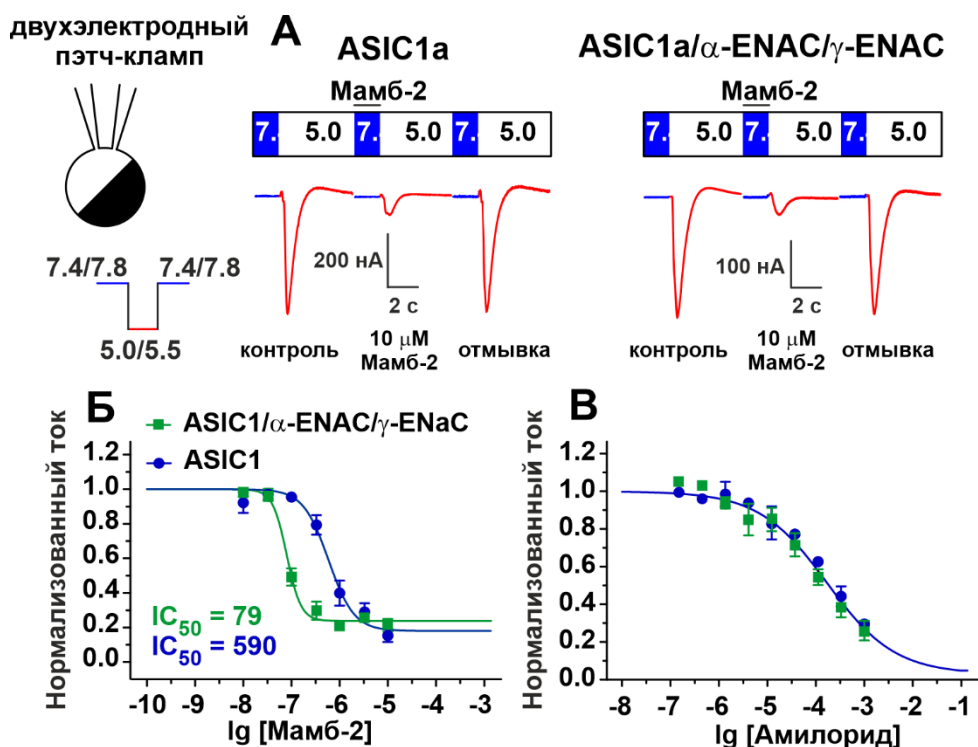 двухэлектродный
пэтч-кламп
7.4/7.8 7.4/7.8
5.0/5.5
А
ASIC1a
Мамб-2
7. 5.0 7. 5.0 7. 5.0
200 нА
2 с
контроль 10 μM Мамб-2 отмывка
ASIC1a/α-ENAC/γ-ENAC
Мамб-2
7. 5.0 7. 5.0 7. 5.0
100 нА
2 с
контроль 10 μM Мамб-2 отмывка
Б
Нормализованный ток
ASIC1/α-ENAC/γ-ENaC
ASIC1
1.2
1.0
0.8
0.6
0.4
0.2
0.0
IC50 = 79
IC50 = 590
-10 -9 -8 -7 -6 -5 -4 -3
lg [Мамб-2]
В
Нормализованный ток
1.2
1.0
0.8
0.6
0.4
0.2
0.0
-8 -7 -6 -5 -4 -3 -2 -1
lg [Амилорид]